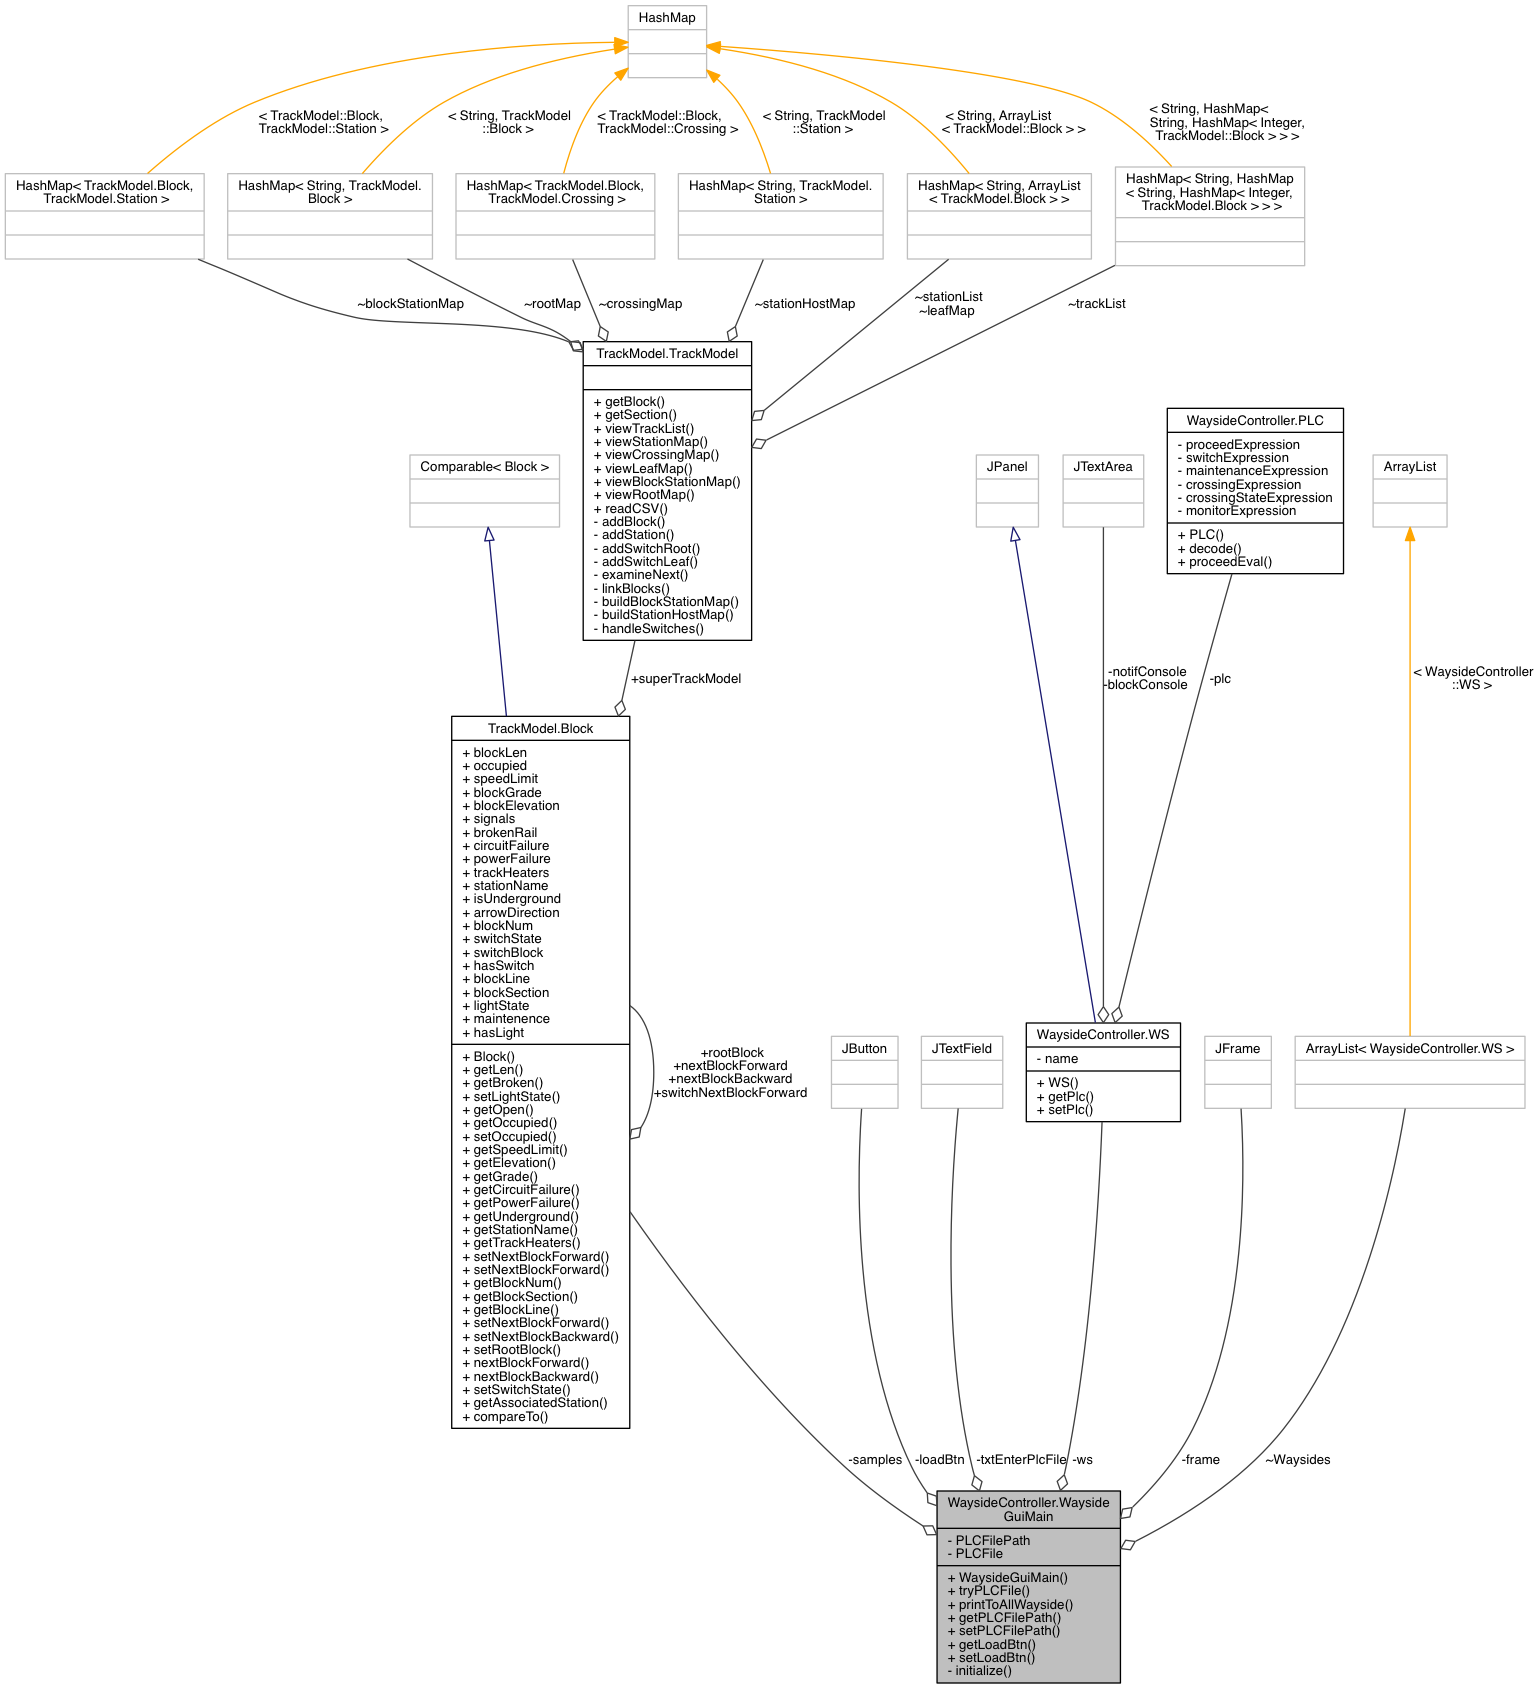 HashMap
< TrackModel::Block,
TrackModel::Station >
< String, TrackModel
::Block >
< TrackModel::Block,
TrackModel::Crossing >
< String, TrackModel
::Station >
< String, ArrayList
< TrackModel::Block > >
< String, HashMap<
String, HashMap< Integer,
TrackModel::Block > > >
HashMap< TrackModel.Block,
TrackModel.Station >
HashMap< String, TrackModel.
Block >
HashMap< TrackModel.Block,
TrackModel.Crossing >
HashMap< String, TrackModel.
Station >
HashMap< String, ArrayList
< TrackModel.Block > >
HashMap< String, HashMap
< String, HashMap< Integer,
TrackModel.Block > > >
~blockStationMap
~rootMap
~crossingMap
~stationHostMap
~stationList
~leafMap
~trackList
TrackModel.TrackModel
+ getBlock()
+ getSection()
+ viewTrackList()
+ viewStationMap()
+ viewCrossingMap()
+ viewLeafMap()
+ viewBlockStationMap()
+ viewRootMap()
+ readCSV()
- addBlock()
- addStation()
- addSwitchRoot()
- addSwitchLeaf()
- examineNext()
- linkBlocks()
- buildBlockStationMap()
- buildStationHostMap()
- handleSwitches()
WaysideController.PLC
- proceedExpression
- switchExpression
- maintenanceExpression
- crossingExpression
- crossingStateExpression
- monitorExpression
+ PLC()
+ decode()
+ proceedEval()
Comparable< Block >
JPanel
JTextArea
ArrayList
+superTrackModel
-notifConsole
-blockConsole
-plc
< WaysideController
::WS >
TrackModel.Block
+ blockLen
+ occupied
+ speedLimit
+ blockGrade
+ blockElevation
+ signals
+ brokenRail
+ circuitFailure
+ powerFailure
+ trackHeaters
+ stationName
+ isUnderground
+ arrowDirection
+ blockNum
+ switchState
+ switchBlock
+ hasSwitch
+ blockLine
+ blockSection
+ lightState
+ maintenence
+ hasLight
+ Block()
+ getLen()
+ getBroken()
+ setLightState()
+ getOpen()
+ getOccupied()
+ setOccupied()
+ getSpeedLimit()
+ getElevation()
+ getGrade()
+ getCircuitFailure()
+ getPowerFailure()
+ getUnderground()
+ getStationName()
+ getTrackHeaters()
+ setNextBlockForward()
+ setNextBlockForward()
+ getBlockNum()
+ getBlockSection()
+ getBlockLine()
+ setNextBlockForward()
+ setNextBlockBackward()
+ setRootBlock()
+ nextBlockForward()
+ nextBlockBackward()
+ setSwitchState()
+ getAssociatedStation()
+ compareTo()
+rootBlock
+nextBlockForward
+nextBlockBackward
+switchNextBlockForward
JButton
JTextField
WaysideController.WS
- name
+ WS()
+ getPlc()
+ setPlc()
JFrame
ArrayList< WaysideController.WS >
-samples
-loadBtn
-txtEnterPlcFile
-ws
-frame
~Waysides
WaysideController.Wayside
GuiMain
- PLCFilePath
- PLCFile
+ WaysideGuiMain()
+ tryPLCFile()
+ printToAllWayside()
+ getPLCFilePath()
+ setPLCFilePath()
+ getLoadBtn()
+ setLoadBtn()
- initialize()